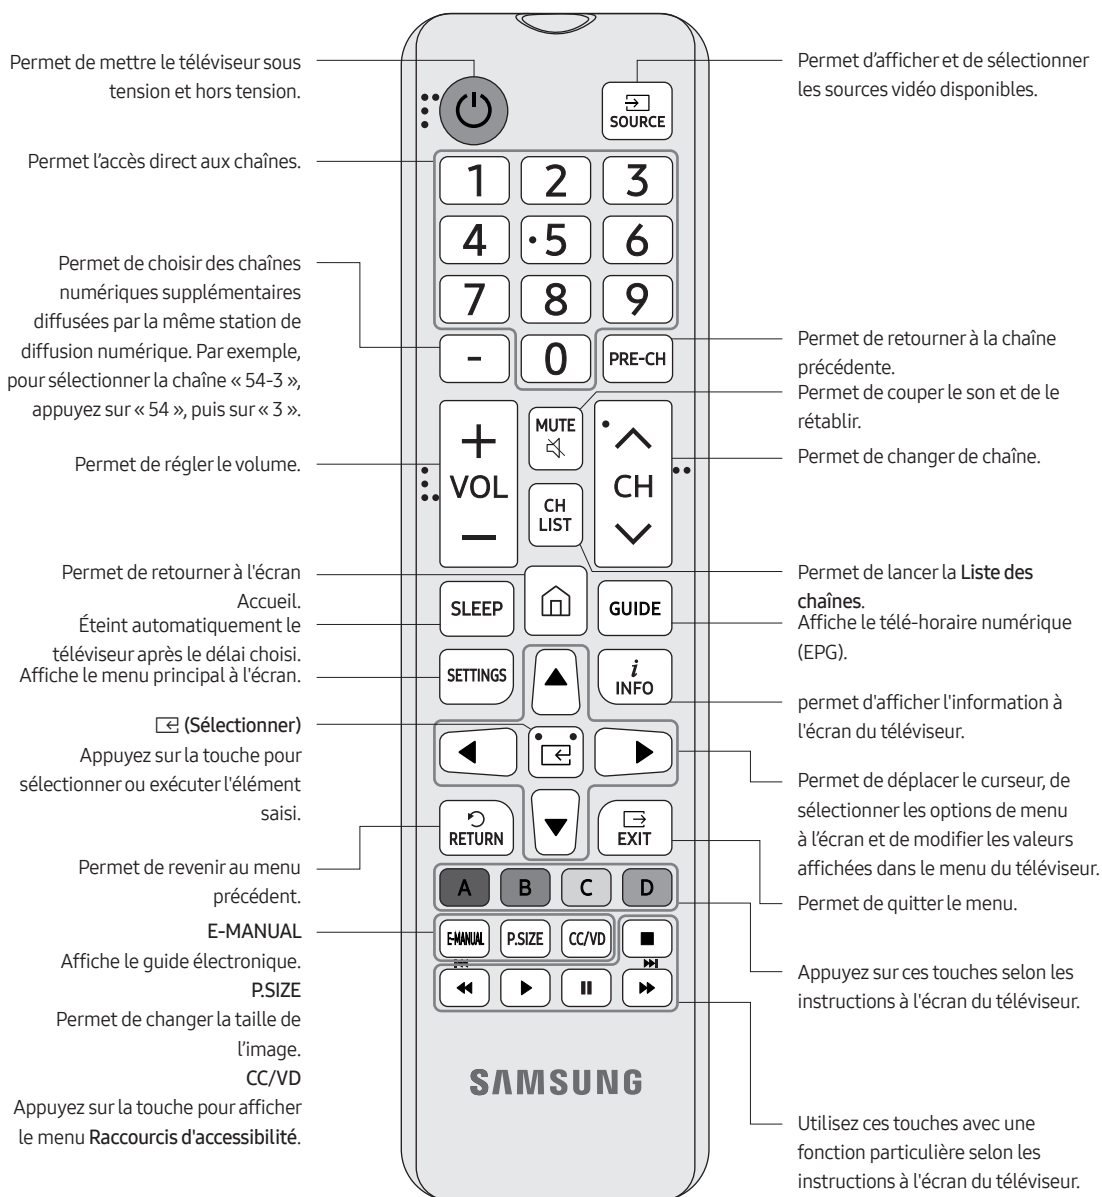 Permet de mettre le téléviseur sous
tension et hors tension.
Permet l’accès direct aux chaînes.
Permet de choisir des chaînes
numériques supplémentaires
diffusées par la même station de
diffusion numérique. Par exemple,
pour sélectionner la chaîne « 54-3 »,
appuyez sur « 54 », puis sur « 3 ».
Permet de régler le volume.
Permet de retourner à l'écran
Accueil.
Éteint automatiquement le
téléviseur après le délai choisi.
Affiche le menu principal à l'écran.
(Sélectionner)
Appuyez sur la touche pour
sélectionner ou exécuter l'élément
saisi.
Permet de revenir au menu
précédent.
E-MANUAL
Affiche le guide électronique.
P.SIZE
Permet de changer la taille de
l’image.
CC/VD
Appuyez sur la touche pour afficher
le menu Raccourcis d'accessibilité.
SOURCE
1 2 3
4 5 6
7 8 9
- 0 PRE-CH
+ MUTE
VOL CH
CH
LIST
—
SLEEP GUIDE
SETTINGS i
INFO
RETURN EXIT
A B C D
E-MANUAL P.SIZE CC/VD
SAMSUNG
Permet d’afficher et de sélectionner
les sources vidéo disponibles.
Permet de retourner à la chaîne
précédente.
Permet de couper le son et de le
rétablir.
Permet de changer de chaîne.
Permet de lancer la Liste des
chaînes.
Affiche le télé-horaire numérique
(EPG).
permet d'afficher l'information à
l'écran du téléviseur.
Permet de déplacer le curseur, de
sélectionner les options de menu
à l’écran et de modifier les valeurs
affichées dans le menu du téléviseur.
Permet de quitter le menu.
Appuyez sur ces touches selon les
instructions à l'écran du téléviseur.
Utilisez ces touches avec une
fonction particulière selon les
instructions à l'écran du téléviseur.